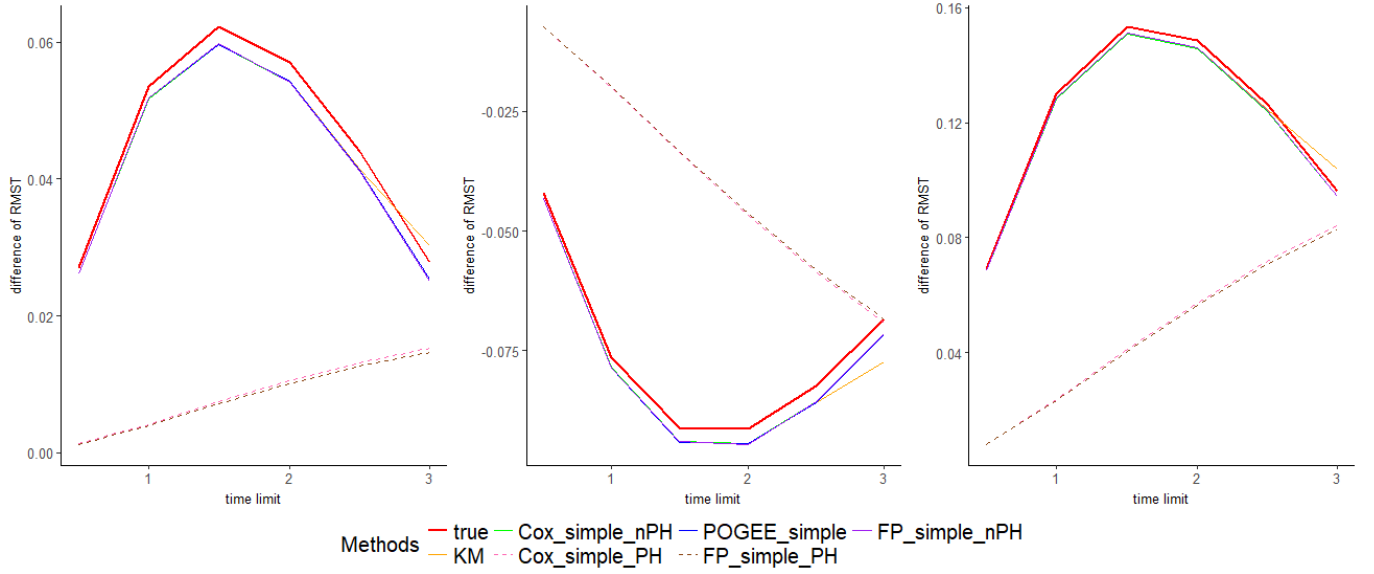 difference of RMST
0.06
0.04
0.02
0.00
1 2 3
time limit
difference of RMST
-0.025
-0.050
-0.075
1 2 3
time limit
difference of RMST
0.16
0.12
0.08
0.04
1 2 3
time limit
Methods
true Cox_simple_nPH POGEE_simple FP_simple_nPH
KM Cox_simple_PH FP_simple_PH